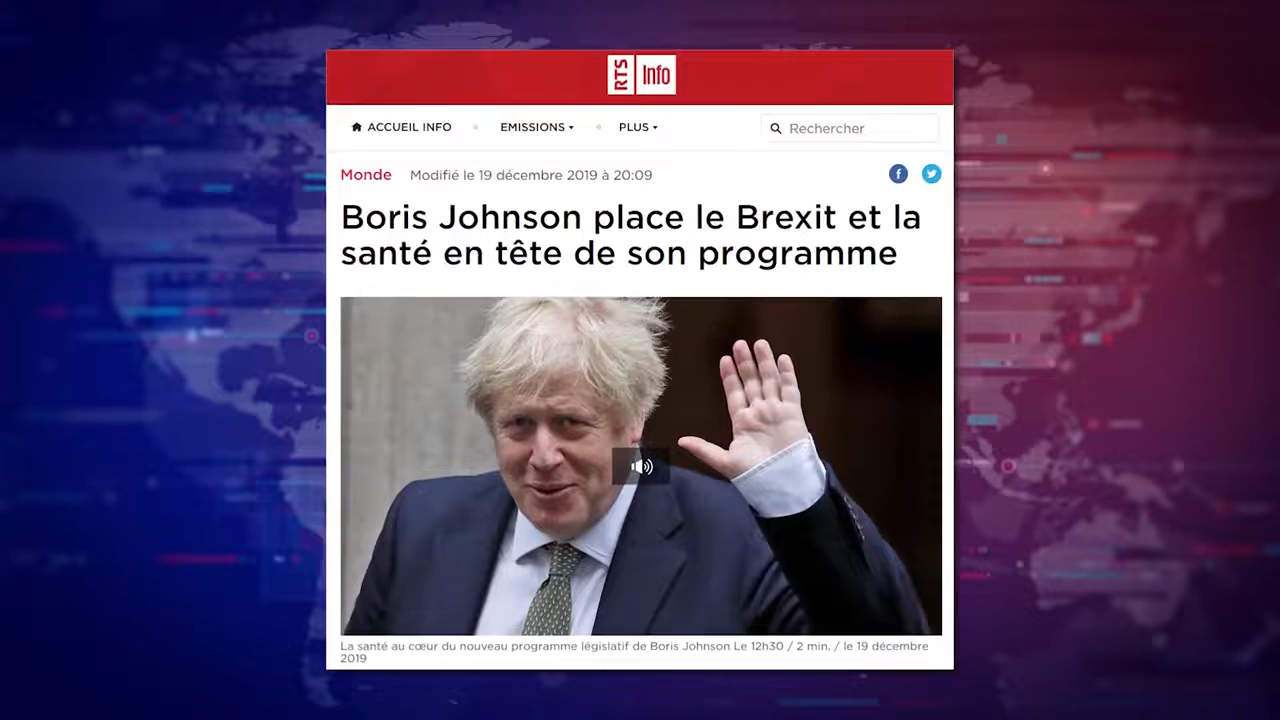 RTS Info
ACCUEIL INFO EMISSIONS PLUS Rechercher
Monde Modifié le 19 décembre 2019 à 20:09
Boris Johnson place le Brexit et la
santé en tête de son programme
La santé au cœur du nouveau programme législatif de Boris Johnson Le 12h30 / 2 min. / le 19 décembre
2019